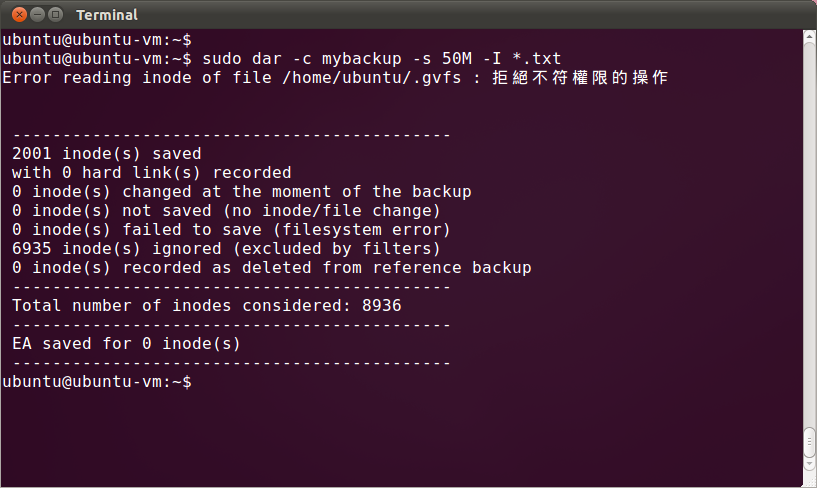 Terminal
ubuntu@ubuntu-vm:~$
ubuntu@ubuntu-vm:~$ sudo dar -c mybackup -s 50M -I *.txt
Error reading inode of file /home/ubuntu/.gvfs : 拒絕不符權限的操作
--------------------------------------------
2001 inode(s) saved
with 0 hard link(s) recorded
0 inode(s) changed at the moment of the backup
0 inode(s) not saved (no inode/file change)
0 inode(s) failed to save (filesystem error)
6935 inode(s) ignored (excluded by filters)
0 inode(s) recorded as deleted from reference backup
--------------------------------------------
Total number of inodes considered: 8936
--------------------------------------------
EA saved for 0 inode(s)
--------------------------------------------
ubuntu@ubuntu-vm:~$